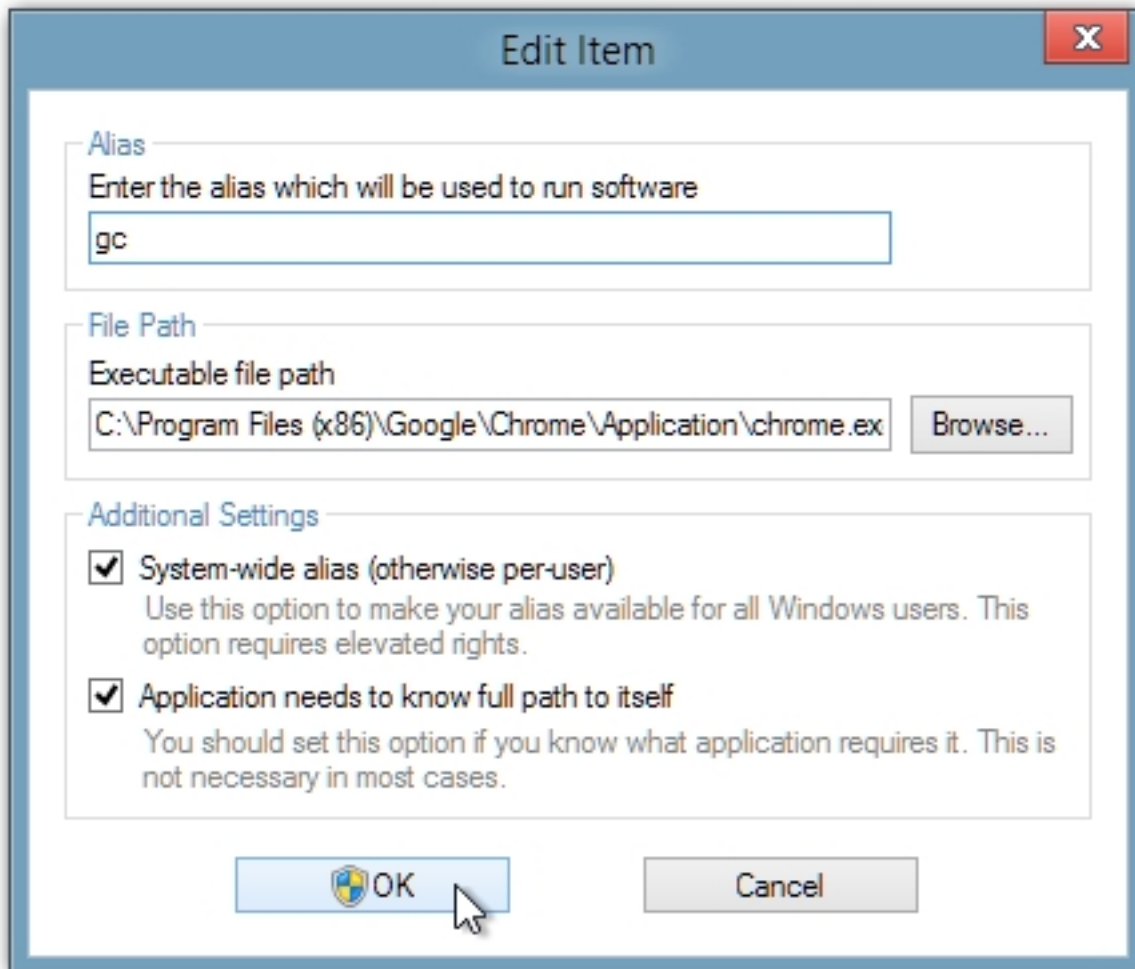 Edit Item
x
Alias
Enter the alias which will be used to run software
gc
File Path
Executable file path
C:\Program Files (x86)\Google\Chrome\Application\chrome.ex
Browse...
Additional Settings
System-wide alias (otherwise per-user)
Use this option to make your alias available for all Windows users. This
option requires elevated rights.
Application needs to know full path to itself
You should set this option if you know what application requires it. This is
not necessary in most cases.
OK
Cancel